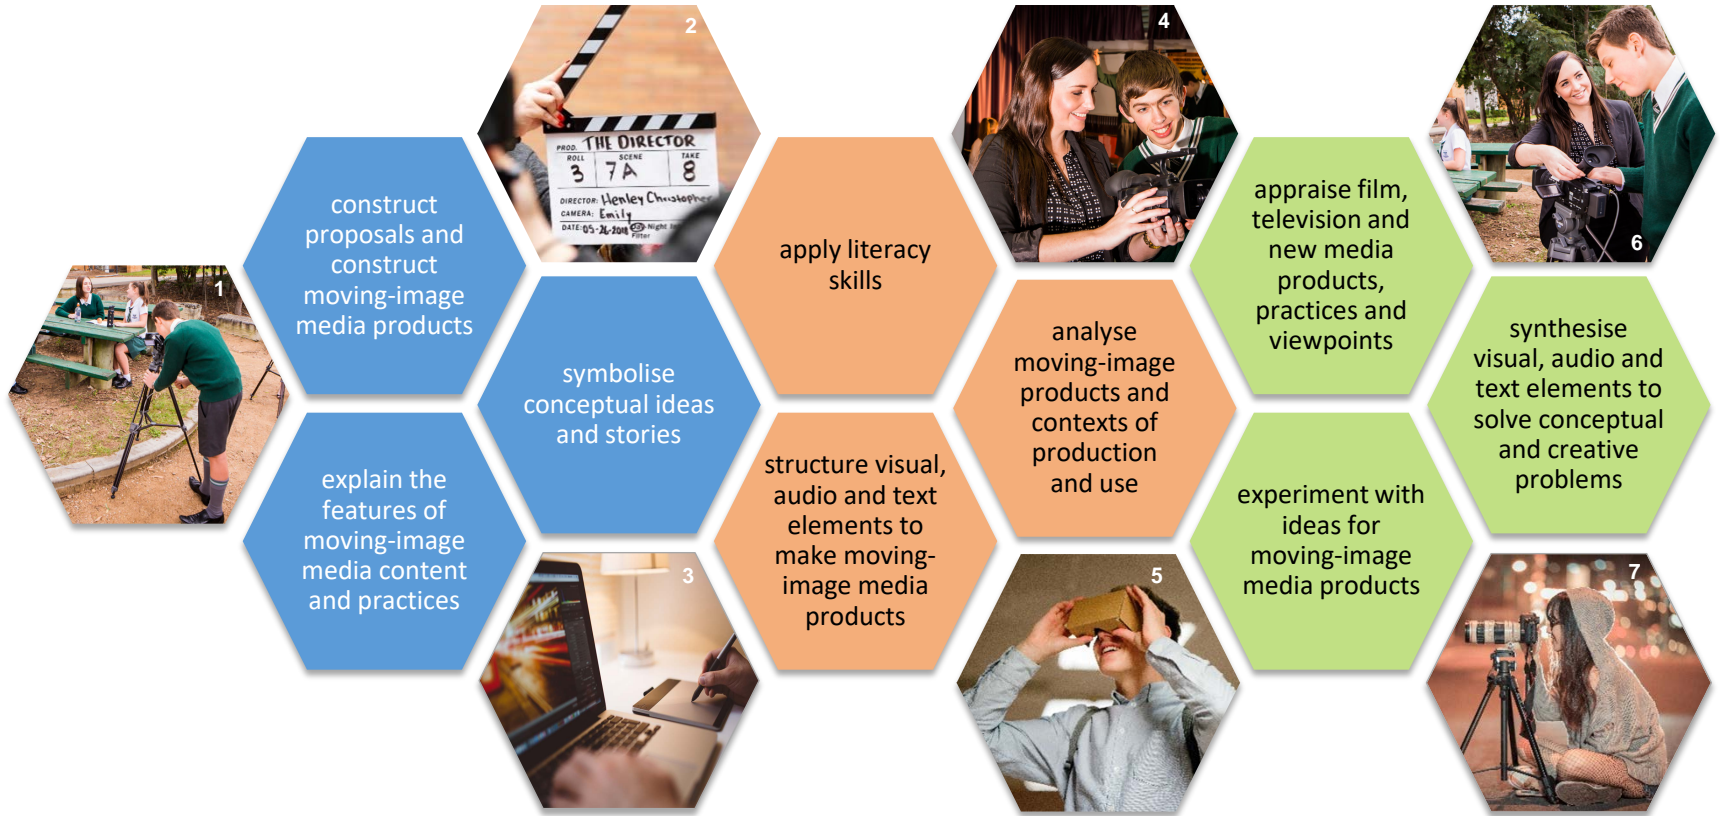 1
construct
proposals and
construct
moving-image
media products
explain the
features of
moving-image
media content
and practices
2
PROD. THE DIRECTOR
ROLL SCENE TAKE
3 7A 8
DIRECTOR: Henley Christopher
CAMERA: Emily
DATE: 05-26-2018 Day-Night
Filter
symbolise
conceptual ideas
and stories
3
apply literacy
skills
structure visual,
audio and text
elements to
make moving-
image media
products
4
analyse
moving-image
products and
contexts of
production
and use
5
appraise film,
television and
new media
products,
practices and
viewpoints
experiment with
ideas for
moving-image
media products
6
synthesise
visual, audio and
text elements to
solve conceptual
and creative
problems
7